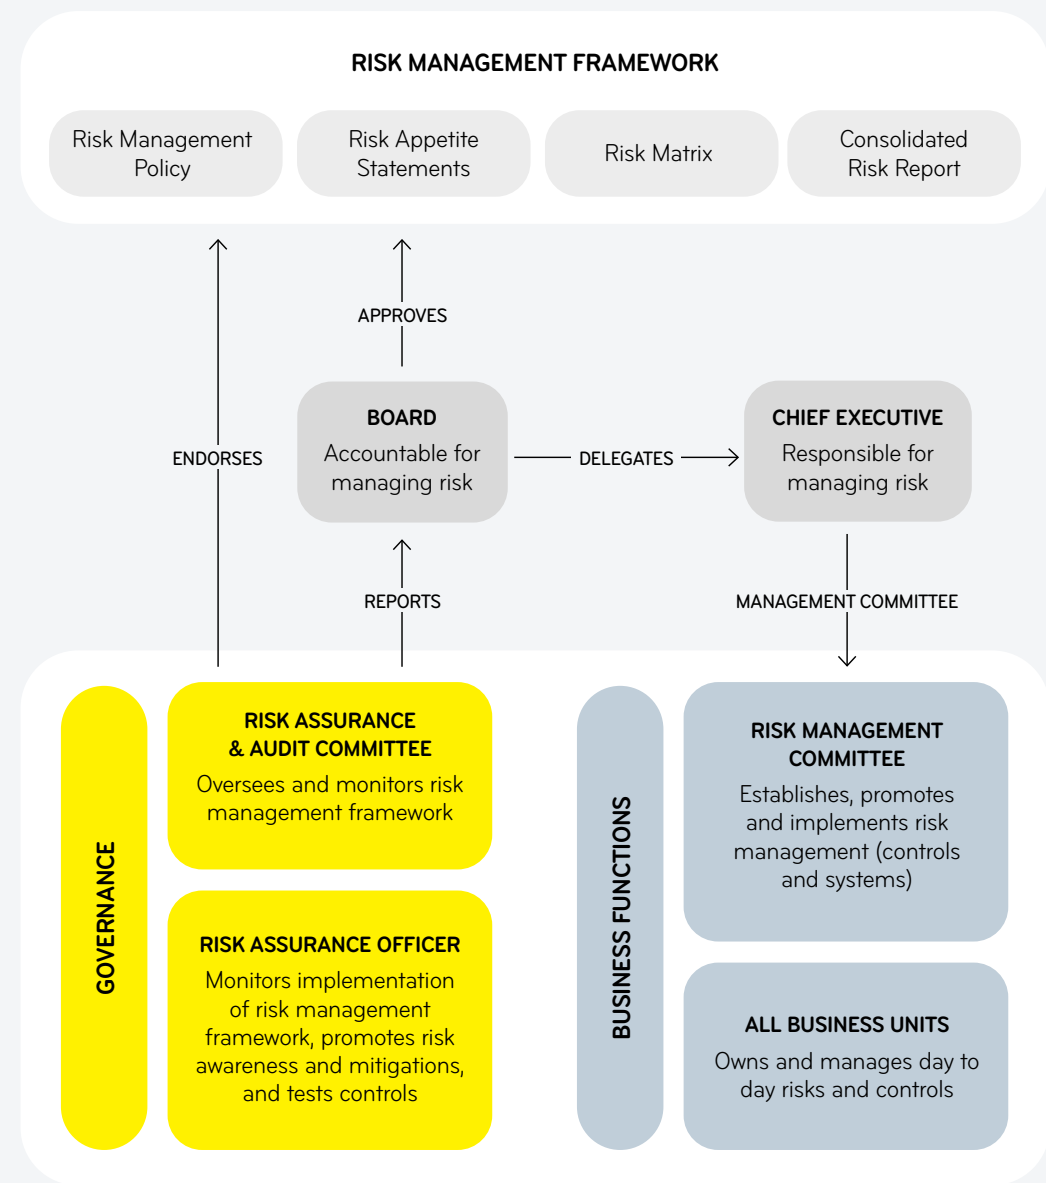 RISK MANAGEMENT FRAMEWORK
Risk Management
Policy
Risk Appetite
Statements
Risk Matrix
Consolidated
Risk Report
APPROVES
ENDORSES
BOARD
Accountable for
managing risk
DELEGATES
CHIEF EXECUTIVE
Responsible for
managing risk
REPORTS
MANAGEMENT COMMITTEE
GOVERNANCE
RISK ASSURANCE
& AUDIT COMMITTEE
Oversees and monitors risk
management framework
RISK ASSURANCE OFFICER
Monitors implementation
of risk management
framework, promotes risk
awareness and mitigations,
and tests controls
BUSINESS FUNCTIONS
RISK MANAGEMENT
COMMITTEE
Establishes, promotes
and implements risk
management (controls
and systems)
ALL BUSINESS UNITS
Owns and manages day to
day risks and controls